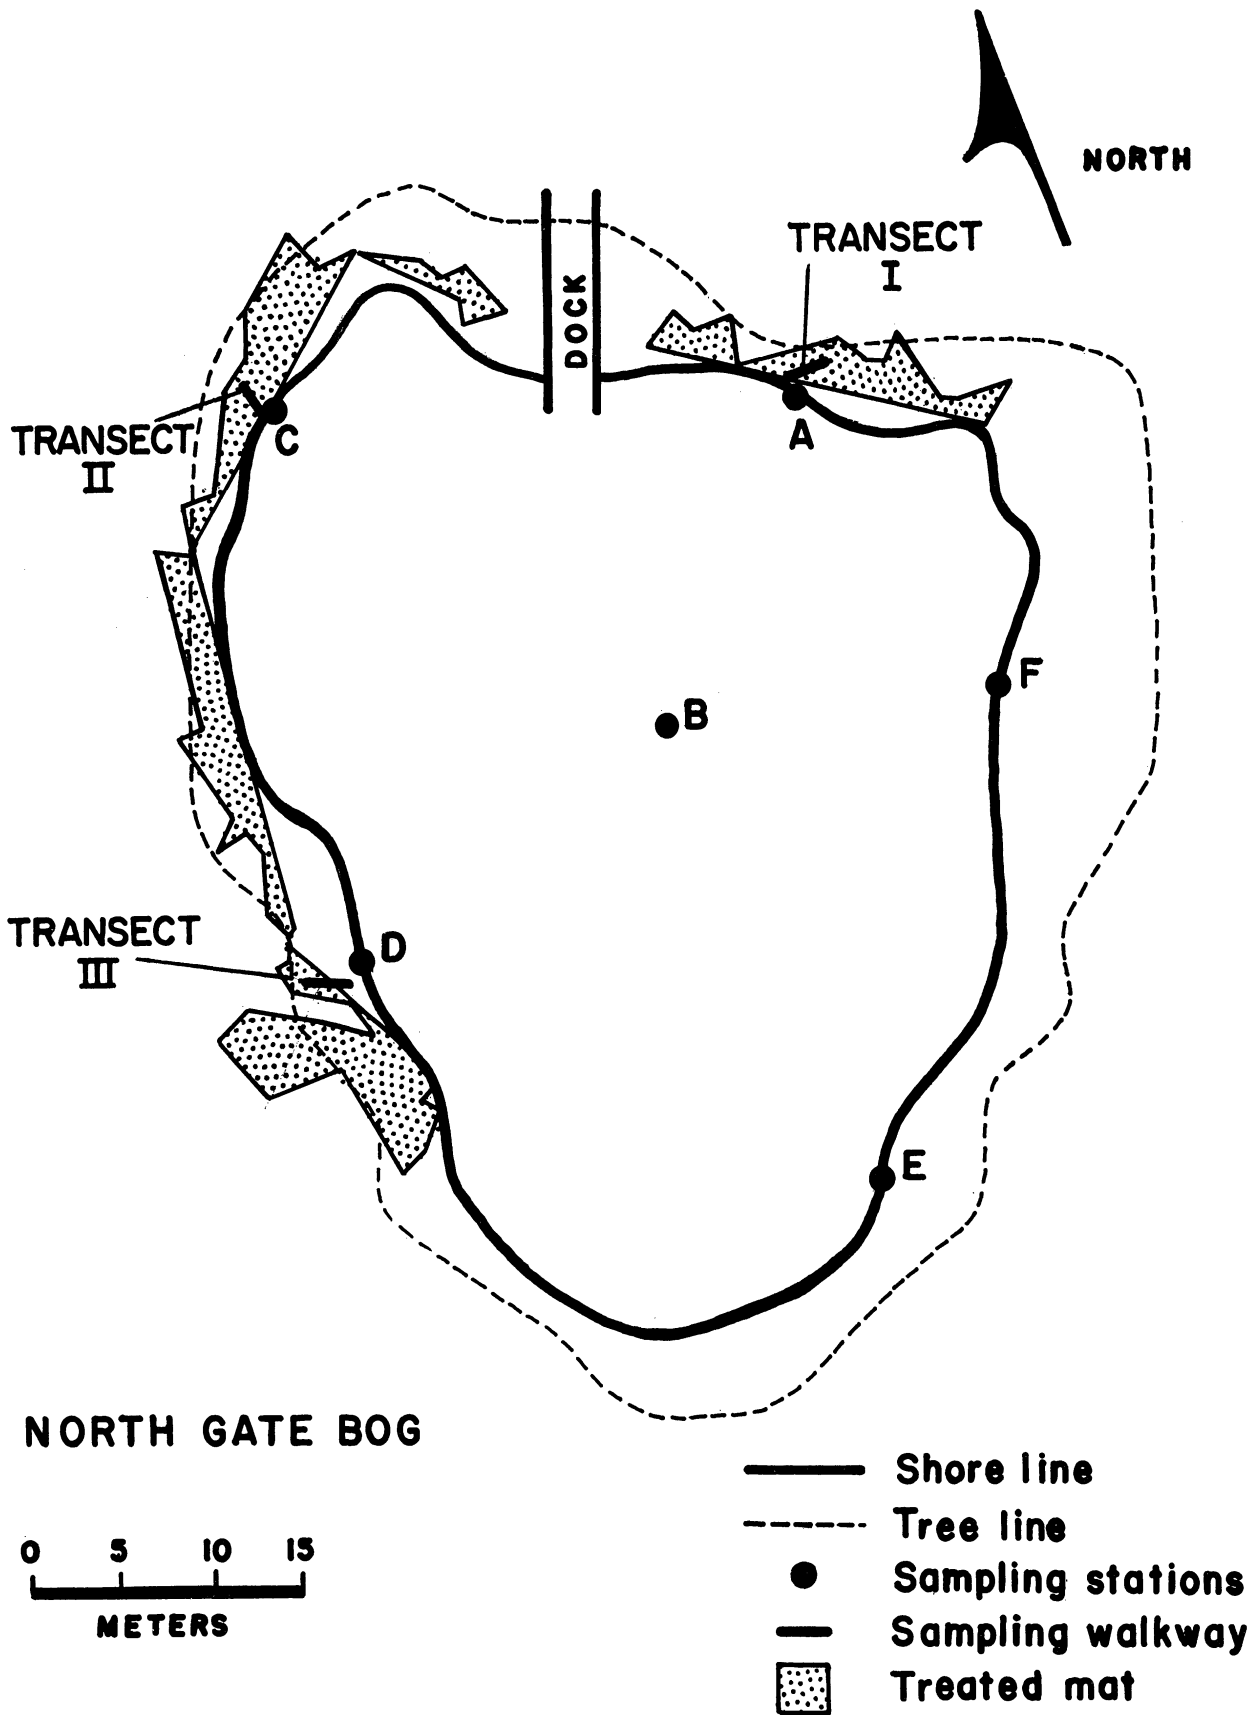 NORTH
TRANSECT
I
DOCK
A
TRANSECT
II
C
F
B
TRANSECT
III
D
E
NORTH GATE BOG
Shore line
Tree line
0 5 10 15
METERS
Sampling stations
Sampling walkway
Treated mat